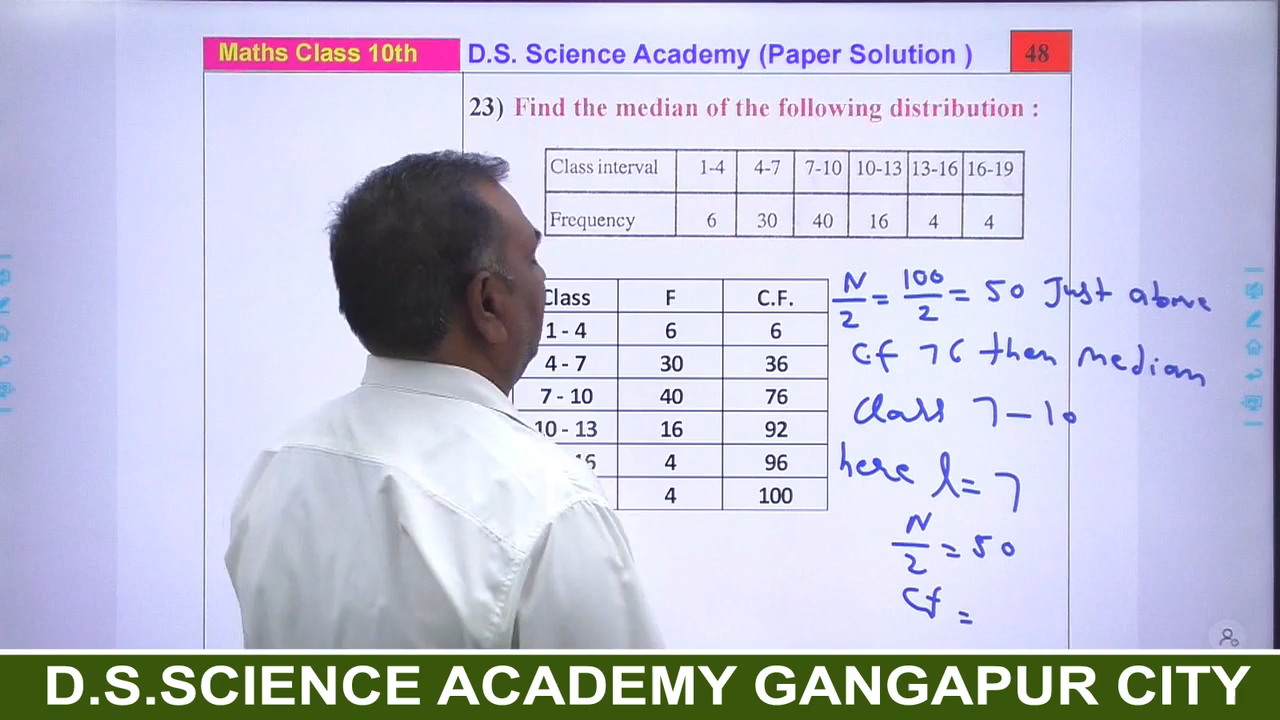 Maths Class 10th D.S. Science Academy (Paper Solution ) 48
23) Find the median of the following distribution :
Class interval 1-4 4-7 7-10 10-13 13-16 16-19
Frequency 6 30 40 16 4 4
Class F C.F.
1 - 4 6 6
4 - 7 30 36
7 - 10 40 76
10 - 13 16 92
16 4 96
4 100
N/2 = 100/2 = 50 Just above
Cf 76 then median
Class 7-10
here l = 7
N/2 = 50
Cf =
D.S.SCIENCE ACADEMY GANGAPUR CITY